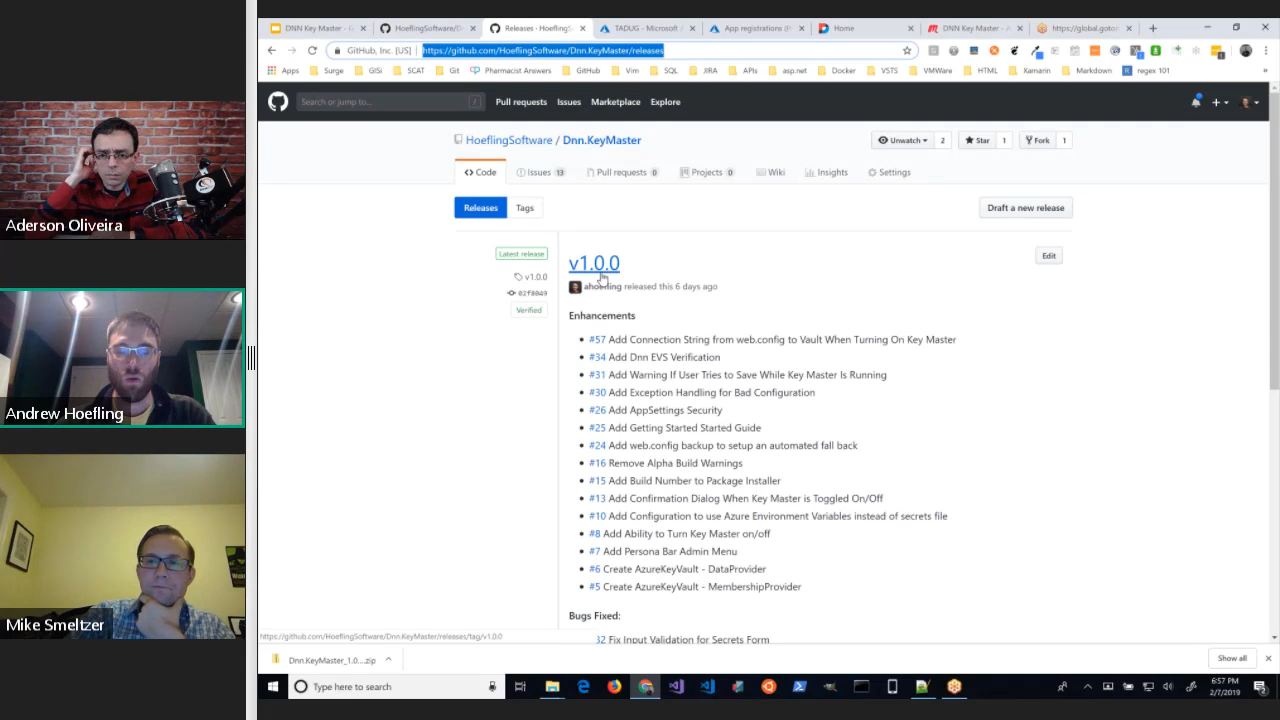 Aderson Oliveira
Andrew Hoefling
Mike Smeltzer
DNN Key Master - G
HoeflingSoftware/D
Releases · HoeflingS
TADUG - Microsoft /
App registrations (P
Home
DNN Key Master - A
https://global.goto
GitHub, Inc. [US]
https://github.com/HoeflingSoftware/Dnn.KeyMaster/releases
Apps
Surge
GISi
SCAT
Git
Pharmacist Answers
GitHub
Vim
SQL
JIRA
APIs
asp.net
Docker
VSTS
VMWare
HTML
Xamarin
Markdown
regex 101
Search or jump to...
/
Pull requests
Issues
Marketplace
Explore
HoeflingSoftware / Dnn.KeyMaster
Unwatch 2
Star 1
Fork 1
Code
Issues 13
Pull requests 0
Projects 0
Wiki
Insights
Settings
Releases
Tags
Draft a new release
Latest release
v1.0.0
Verified
v1.0.0
Edit
released this 6 days ago
Enhancements
#57 Add Connection String from web.config to Vault When Turning On Key Master
#34 Add Dnn EVS Verification
#31 Add Warning If User Tries to Save While Key Master Is Running
#30 Add Exception Handling for Bad Configuration
#26 Add AppSettings Security
#25 Add Getting Started Started Guide
#24 Add web.config backup to setup an automated fall back
#16 Remove Alpha Build Warnings
#15 Add Build Number to Package Installer
#13 Add Confirmation Dialog When Key Master is Toggled On/Off
#10 Add Configuration to use Azure Environment Variables instead of secrets file
#8 Add Ability to Turn Key Master on/off
#7 Add Persona Bar Admin Menu
#6 Create AzureKeyVault - DataProvider
#5 Create AzureKeyVault - MembershipProvider
Bugs Fixed:
32 Fix Input Validation for Secrets Form
https://github.com/HoeflingSoftware/Dnn.KeyMaster/releases/tag/v1.0.0
Dnn.KeyMaster_1.0....zip
Show all
Type here to search
6:57 PM
2/7/2019